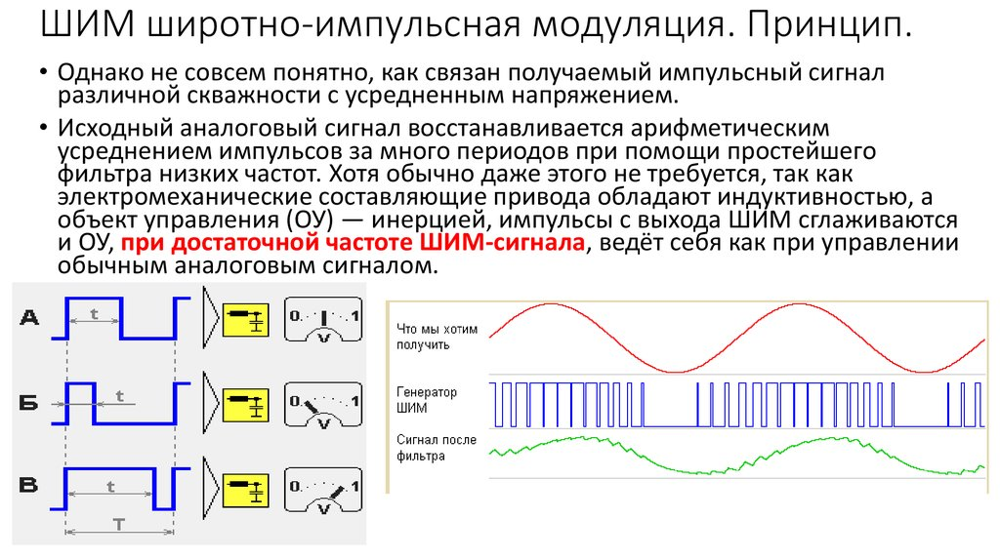 ШИМ широтно-импульсная модуляция. Принцип.
• Однако не совсем понятно, как связан получаемый импульсный сигнал
различной скважности с усредненным напряжением.
• Исходный аналоговый сигнал восстанавливается арифметическим
усреднением импульсов за много периодов при помощи простейшего
фильтра низких частот. Хотя обычно даже этого не требуется, так как
электромеханические составляющие привода обладают индуктивностью, а
объект управления (ОУ) — инерцией, импульсы с выхода ШИМ сглаживаются
и ОУ, при достаточной частоте ШИМ-сигнала, ведёт себя как при управлении
обычным аналоговым сигналом.
А
t
0 1
V
Б
t
0 1
V
В
t
0 1
V
T
Что мы хотим
получить
Генератор
ШИМ
Сигнал после
фильтра